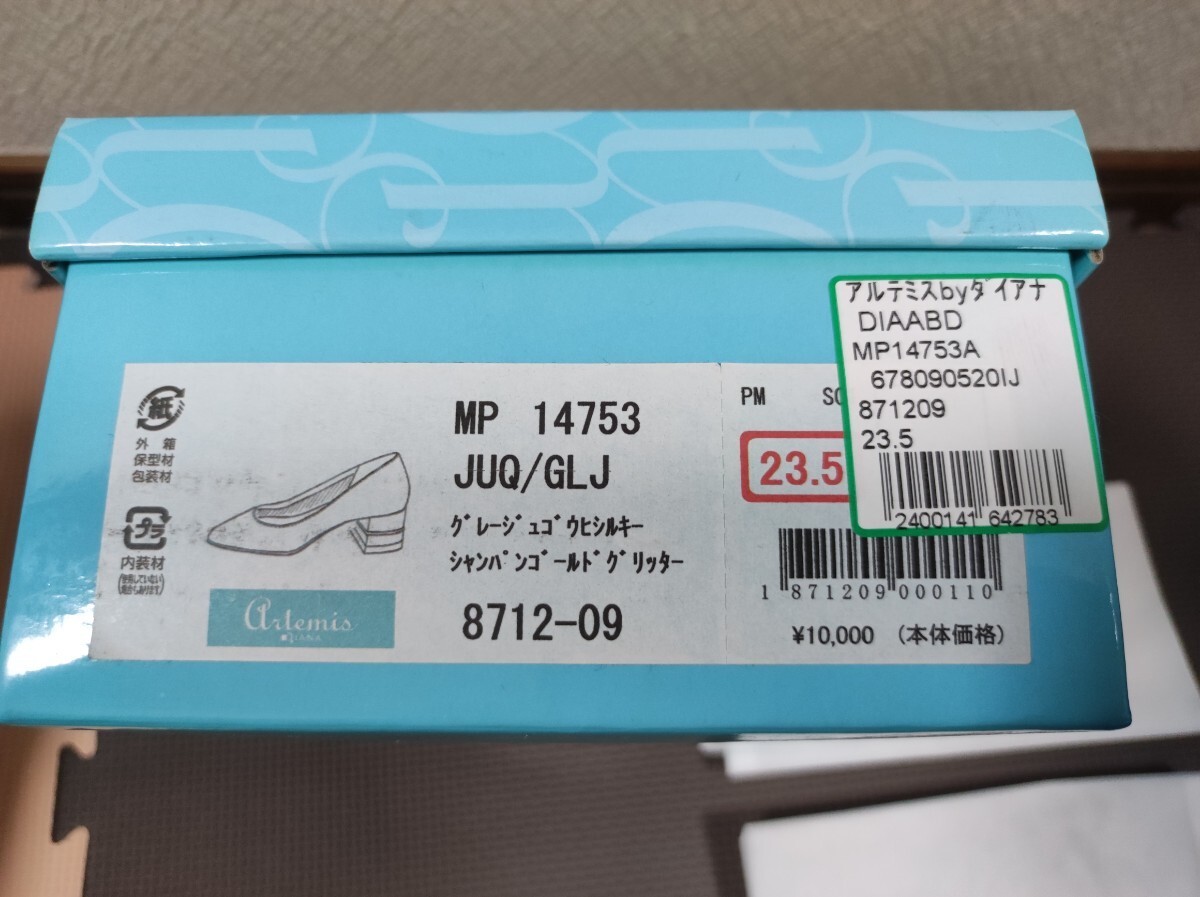 紙
外 箱
保型材
包装材
プラ
内装材
Artemis
DIANA
MP 14753
JUQ/GLJ
ｸﾞﾚｰｼﾞｭｺﾞｳﾋｼﾙｷｰ
ｼｬﾝﾊﾟﾝｺﾞｰﾙﾄﾞｸﾞﾘｯﾀｰ
8712-09
PM
23.5
1 871209 000110
¥10,000 (本体価格)
ｱﾙﾃﾐｽbyﾀﾞｲｱﾅ
DIAABD
MP14753A
678090520IJ
871209
23.5
2400141 642783